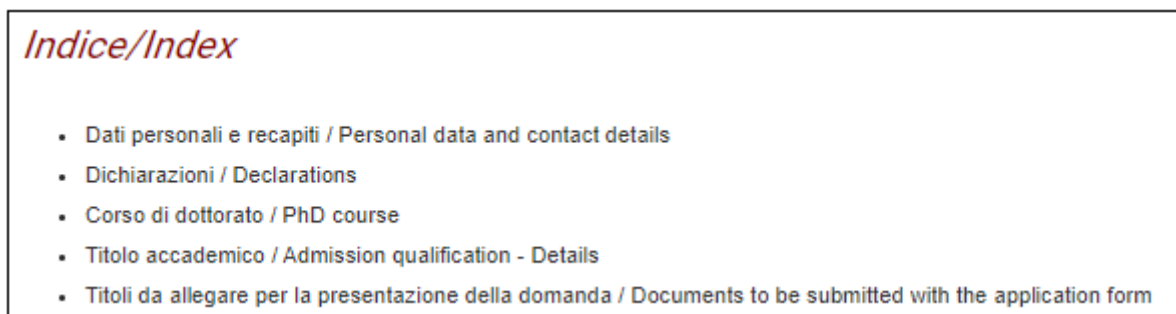 Indice/Index
Dati personali e recapiti / Personal data and contact details
Dichiarazioni / Declarations
Corso di dottorato / PhD course
Titolo accademico / Admission qualification - Details
Titoli da allegare per la presentazione della domanda / Documents to be submitted with the application form